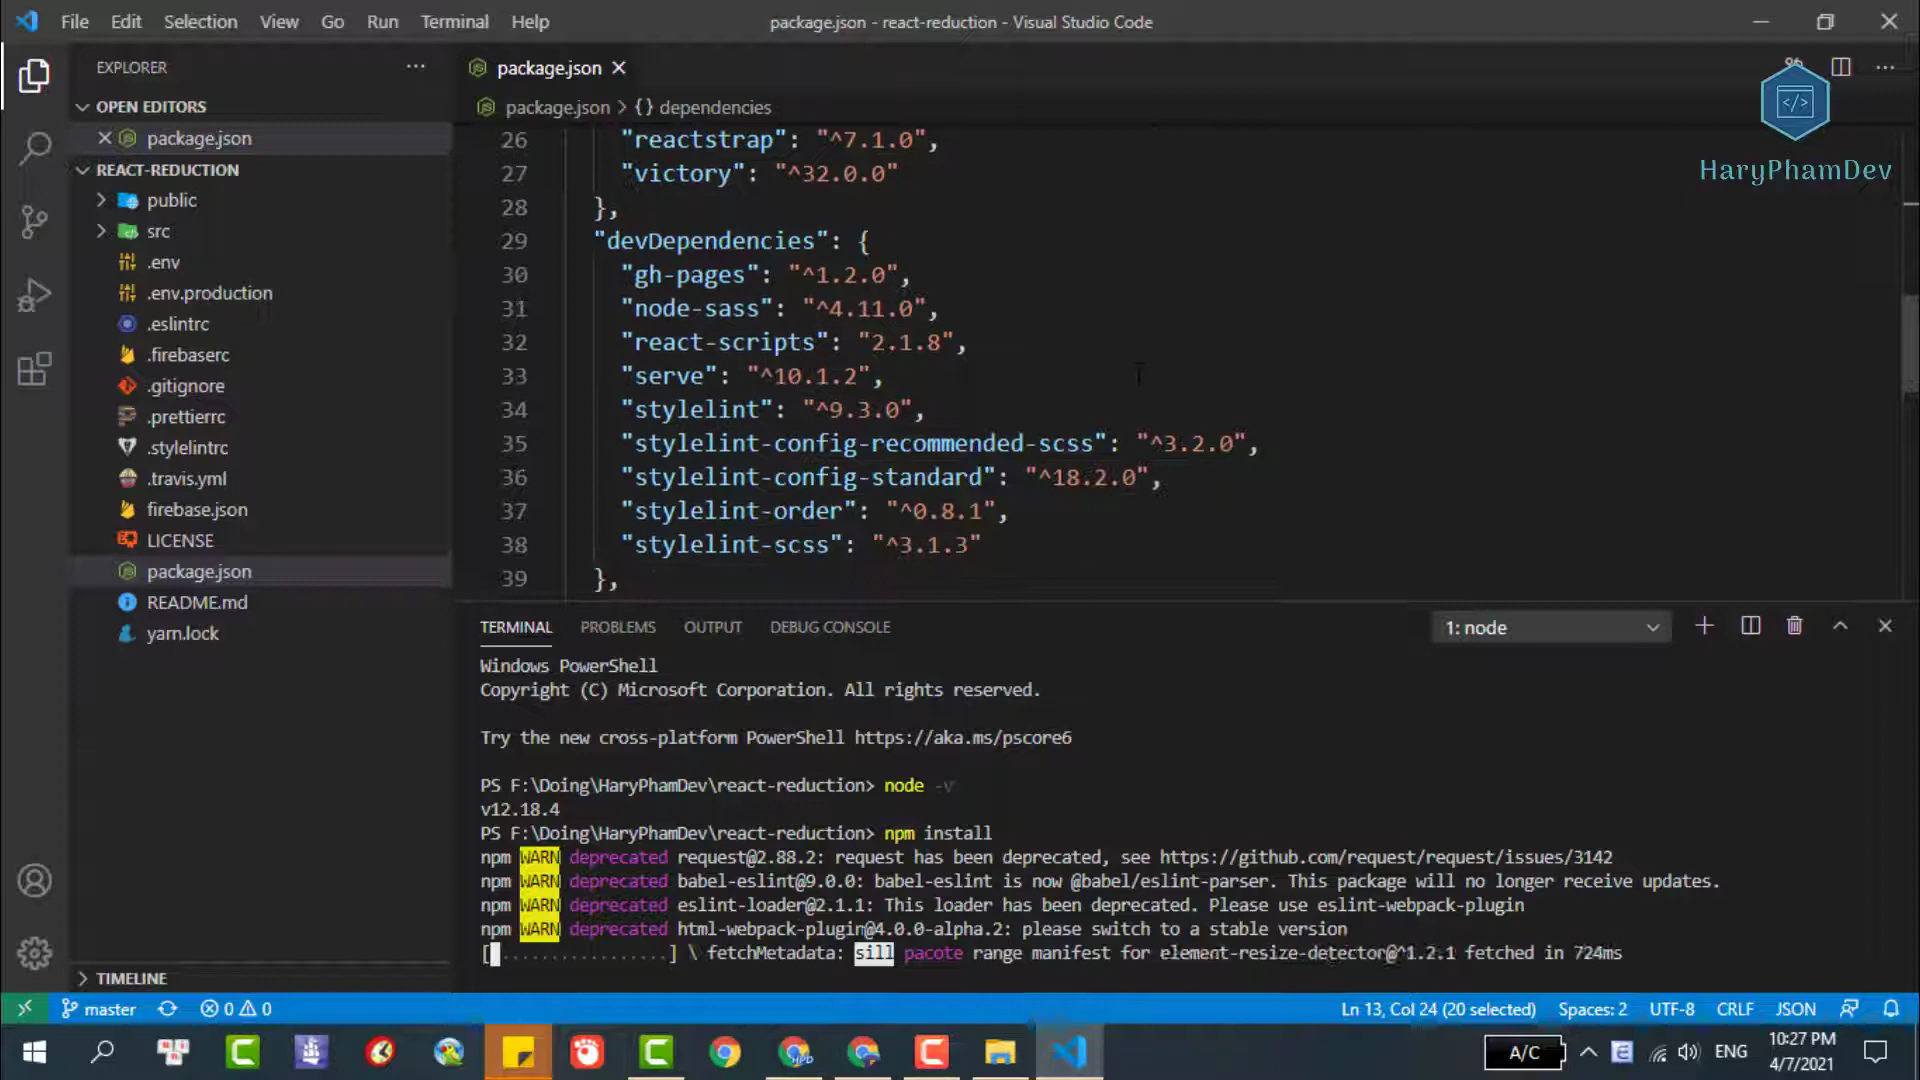 File Edit Selection View Go Run Terminal Help
package.json - react-reduction - Visual Studio Code
EXPLORER
OPEN EDITORS
package.json
REACT-REDUCTION
public
src
.env
.env.production
.eslintrc
.firebaserc
.gitignore
.prettierrc
.stylelintrc
.travis.yml
firebase.json
LICENSE
package.json
README.md
yarn.lock
TIMELINE
package.json
package.json > {} dependencies
HaryPhamDev
26 "reactstrap": "^7.1.0",
27 "victory": "^32.0.0"
28 },
29 "devDependencies": {
30 "gh-pages": "^1.2.0",
31 "node-sass": "^4.11.0",
32 "react-scripts": "2.1.8",
33 "serve": "^10.1.2",
34 "stylelint": "^9.3.0",
35 "stylelint-config-recommended-scss": "^3.2.0",
36 "stylelint-config-standard": "^18.2.0",
37 "stylelint-order": "^0.8.1",
38 "stylelint-scss": "^3.1.3"
39 },
TERMINAL PROBLEMS OUTPUT DEBUG CONSOLE
1: node
Windows PowerShell
Copyright (C) Microsoft Corporation. All rights reserved.
Try the new cross-platform PowerShell https://aka.ms/pscore6
PS F:\Doing\HaryPhamDev\react-reduction> node -v
v12.18.4
PS F:\Doing\HaryPhamDev\react-reduction> npm install
npm WARN deprecated request@2.88.2: request has been deprecated, see https://github.com/request/request/issues/3142
npm WARN deprecated babel-eslint@9.0.0: babel-eslint is now @babel/eslint-parser. This package will no longer receive updates.
npm WARN deprecated eslint-loader@2.1.1: This loader has been deprecated. Please use eslint-webpack-plugin
npm WARN deprecated html-webpack-plugin@4.0.0-alpha.2: please switch to a stable version
[ .................] \ fetchMetadata: sill pacote range manifest for element-resize-detector@^1.2.1 fetched in 724ms
master 0 0
Ln 13, Col 24 (20 selected) Spaces: 2 UTF-8 CRLF JSON
A/C ENG
10:27 PM
4/7/2021